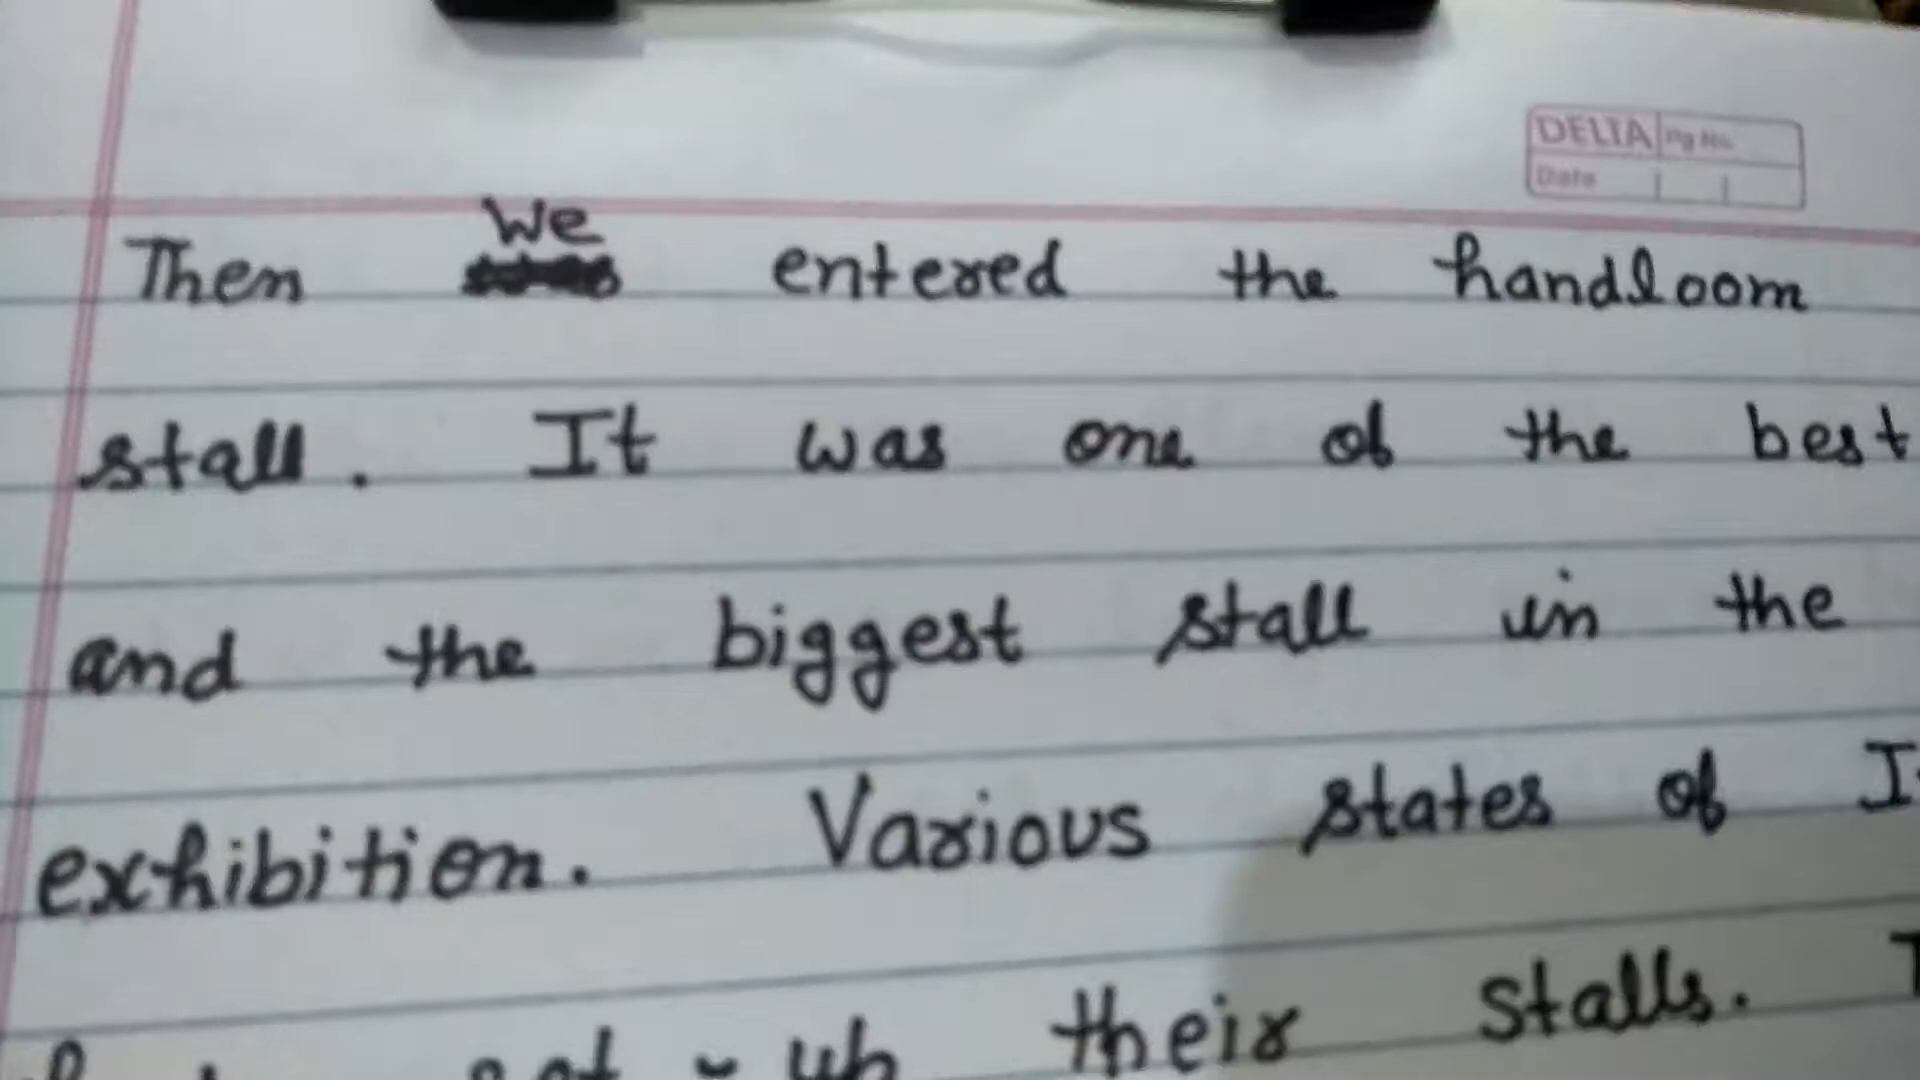 DELTA Pg No.
Date
We
Then entered the handloom
stall. It was one of the best
and the biggest stall in the
exhibition. Various states of
their stalls.